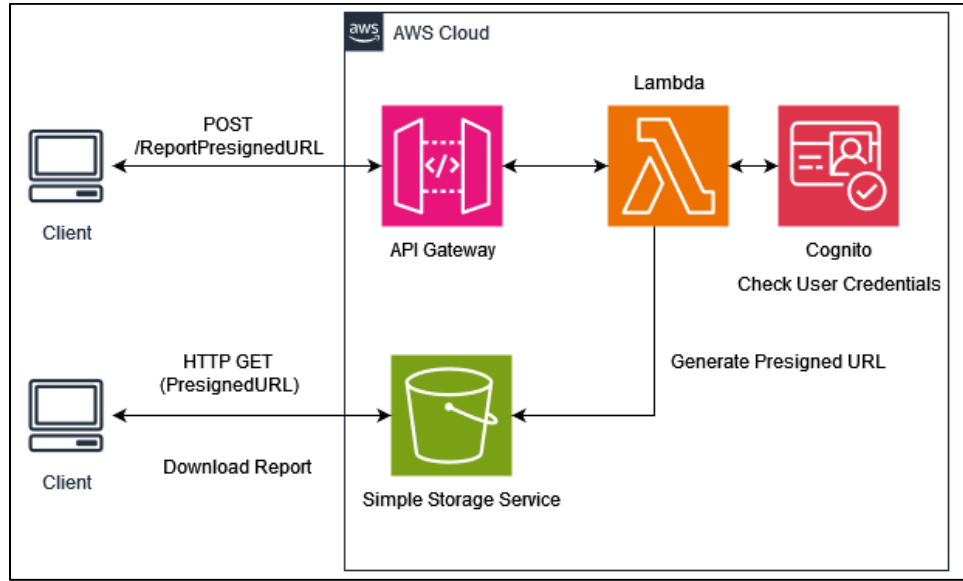 aws
AWS Cloud
Lambda
POST
/ReportPresignedURL
</>
Client
API Gateway
Cognito
Check User Credentials
HTTP GET
(PresignedURL)
Generate Presigned URL
Download Report
Client
Simple Storage Service